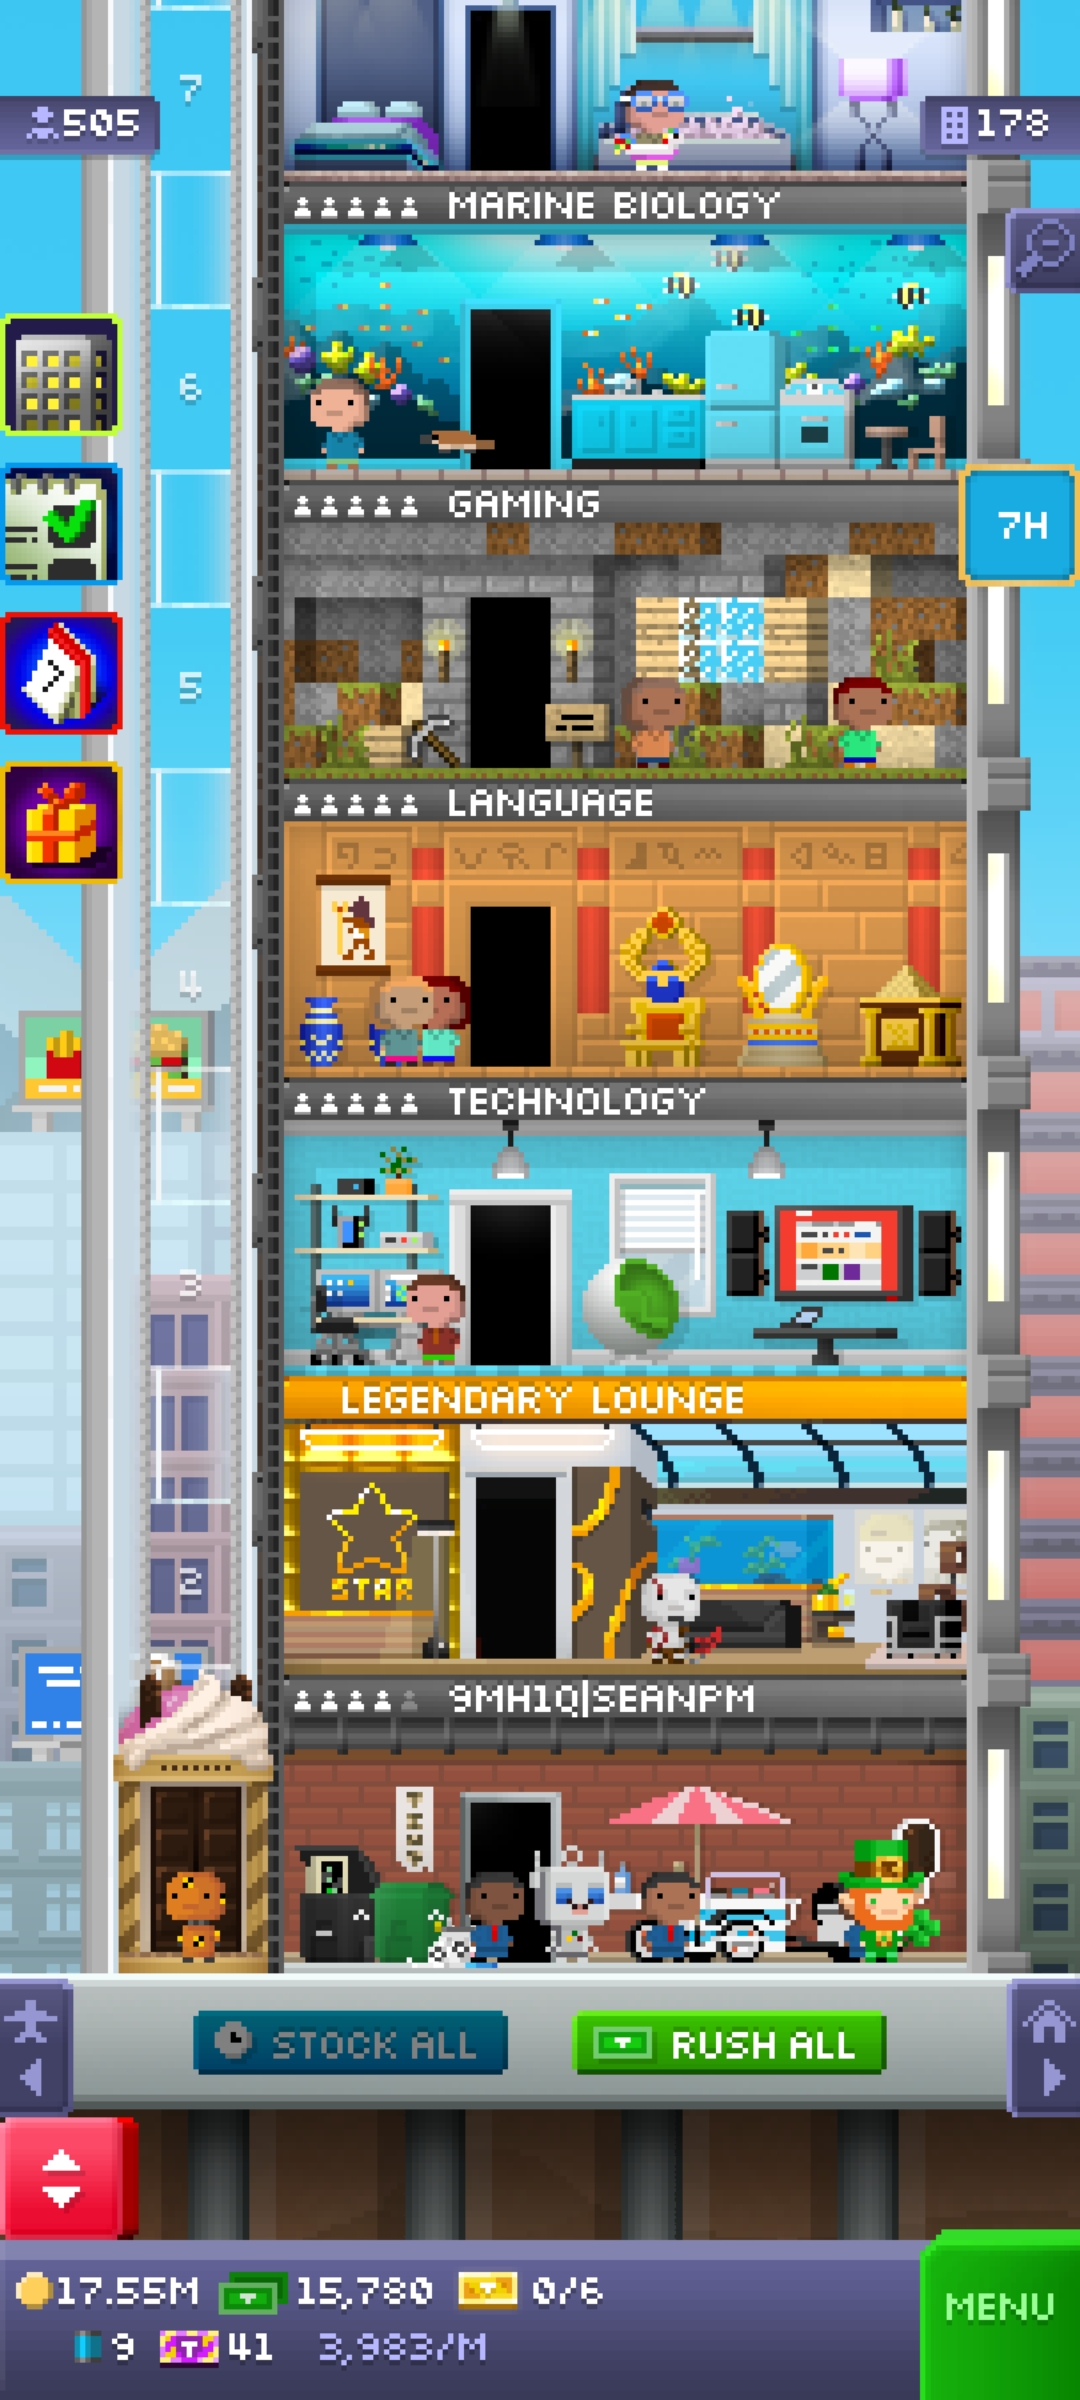 7
505
178
MARINE BIOLOGY
6
GAMING
7H
5
LANGUAGE
4
TECHNOLOGY
3
LEGENDARY LOUNGE
STAR
2
9MH1Q|SEANPM
TINY
STOCK ALL
RUSH ALL
17.55M
15,780
0/6
MENU
9
T
41
3,983/M